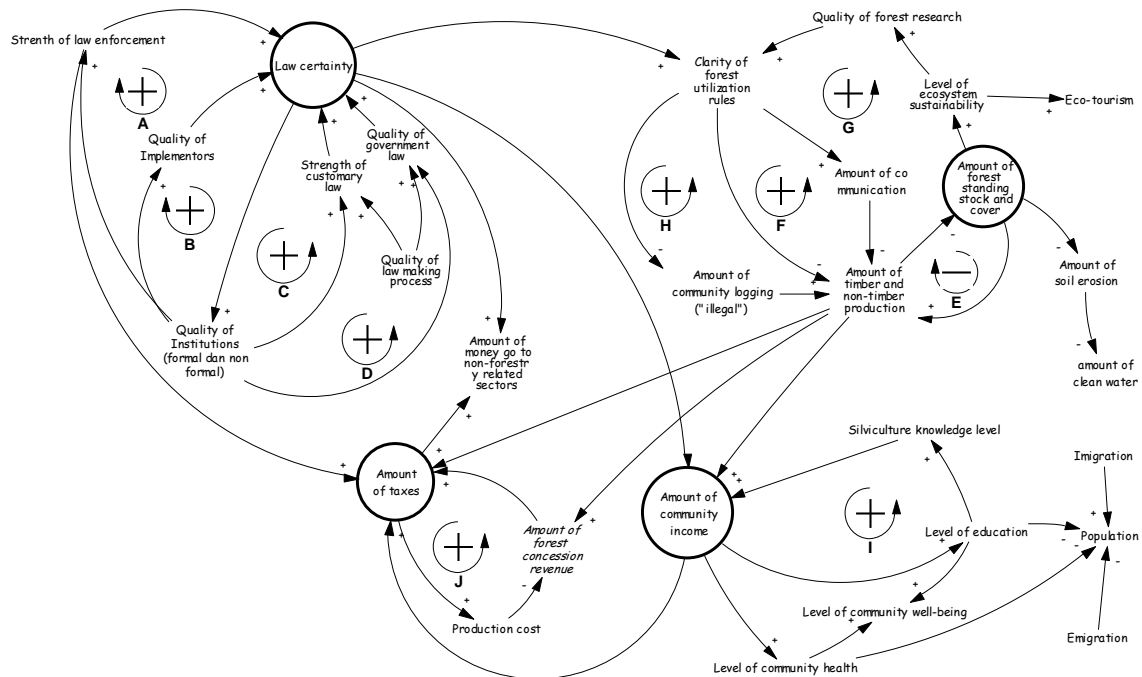 Strenth of law enforcement
Law certainty
A
Quality of
Implementors
B
Strength of
customary
law
Quality of
government
law
C
Quality of
law making
process
D
Quality of
Institutions
(formal dan non
formal)
Amount of
money go to
non-forestr
y related
sectors
Quality of forest research
Clarity of
forest
utilization
rules
G
Level of
ecosystem
sustainability
Eco-tourism
H
F
Amount of co
mmunication
Amount of
forest
standing
stock and
cover
Amount of
community logging
("illegal")
Amount of
timber and
non-timber
production
E
Amount of
soil erosion
amount of
clean water
Amount
of taxes
J
Amount of
forest
concession
revenue
Production cost
Amount of
community
income
Silviculture knowledge level
I
Level of education
Imigration
Population
Emigration
Level of community well-being
Level of community health